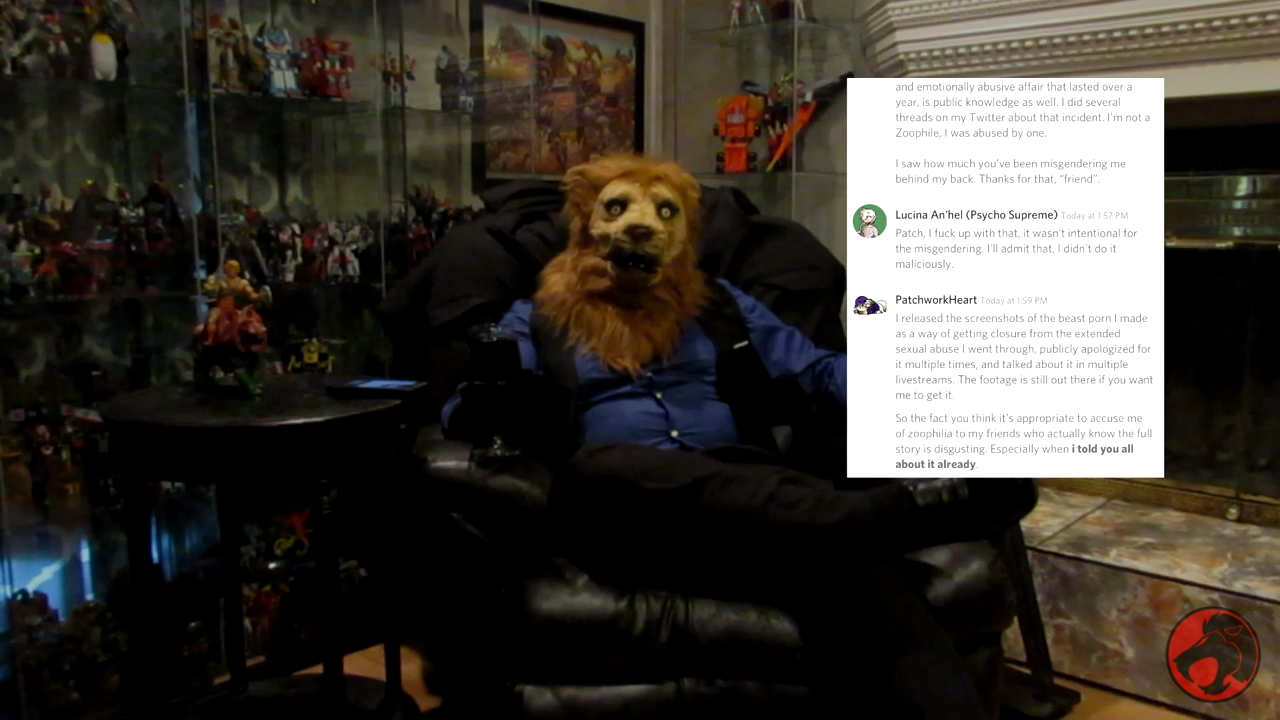 and emotionally abusive affair that lasted over a
year, is public knowledge as well. I did several
threads on my Twitter about that incident. I'm not a
Zoophile, I was abused by one.
I saw how much you've been misgendering me
behind my back. Thanks for that, "friend".
Lucina An'hel (Psycho Supreme) Today at 1:57 PM
Patch, I fuck up with that, it wasn't intentional for
the misgendering. I'll admit that, I didn't do it
maliciously.
PatchworkHeart Today at 1:59 PM
I released the screenshots of the beast porn I made
as a way of getting closure from the extended
sexual abuse I went through, publicly apologized for
it multiple times, and talked about it in multiple
livestreams. The footage is still out there if you want
me to get it.
So the fact you think it's appropriate to accuse me
of zoophilia to my friends who actually know the full
story is disgusting. Especially when i told you all
about it already.